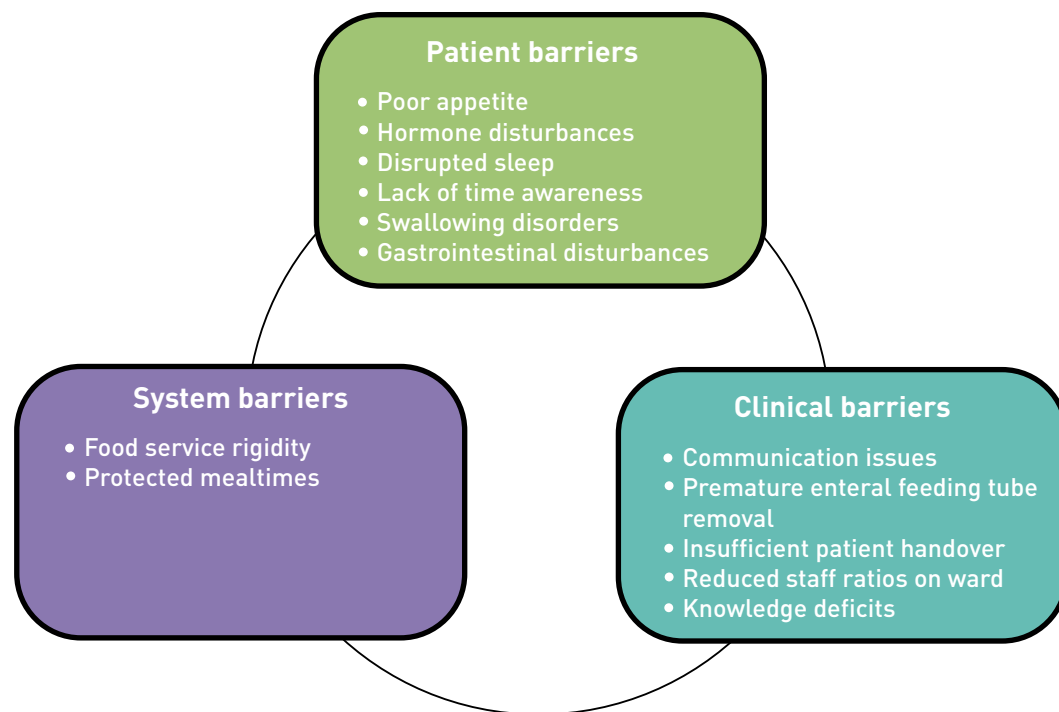 Patient barriers
• Poor appetite
• Hormone disturbances
• Disrupted sleep
• Lack of time awareness
• Swallowing disorders
• Gastrointestinal disturbances
System barriers
• Food service rigidity
• Protected mealtimes
Clinical barriers
• Communication issues
• Premature enteral feeding tube
removal
• Insufficient patient handover
• Reduced staff ratios on ward
• Knowledge deficits